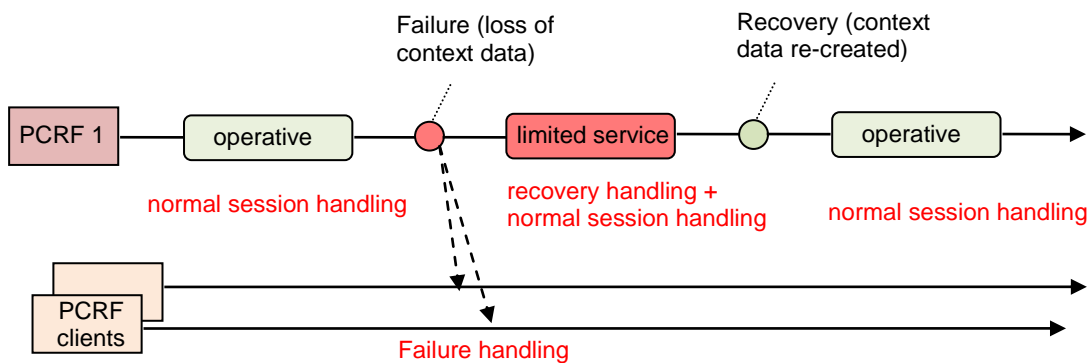 Failure (loss of
context data)
Recovery (context
data re-created)
PCRF 1
operative
limited service
operative
normal session handling
recovery handling +
normal session handling
normal session handling
PCRF
clients
Failure handling